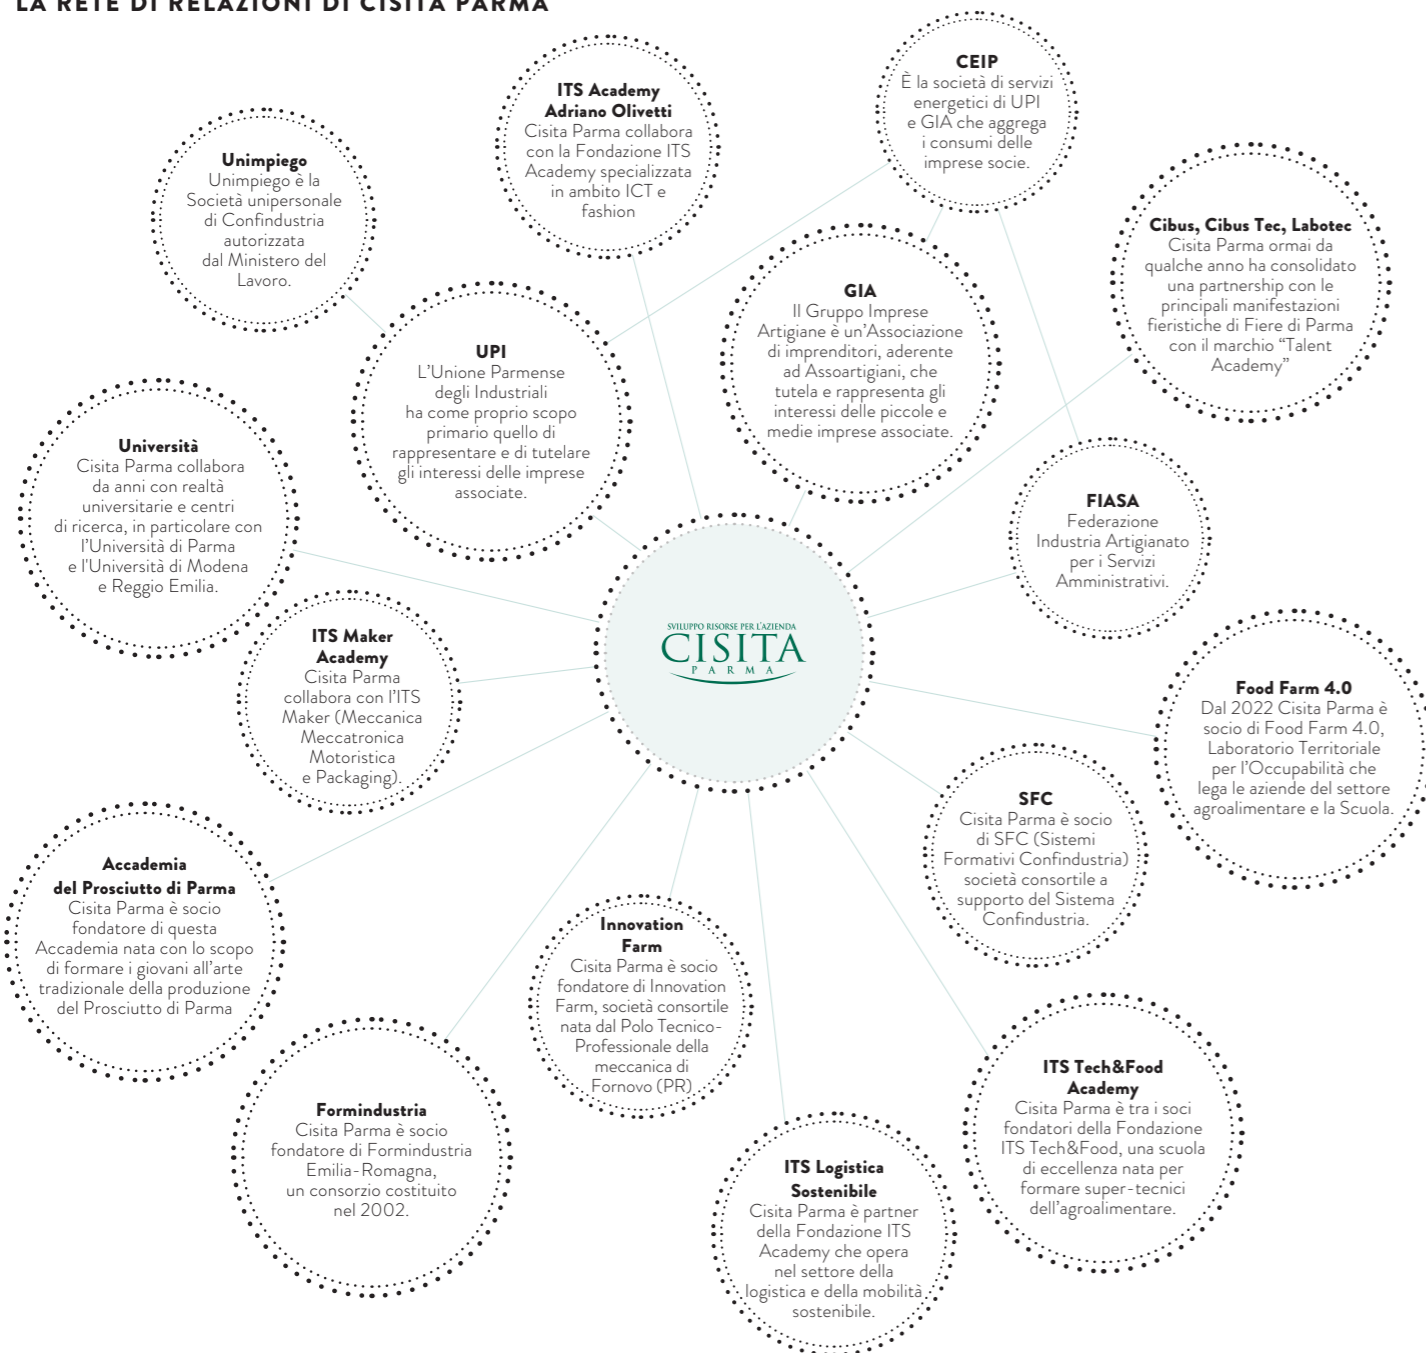 LA RETE DI RELAZIONI DI CISITA PARMA
CEIP
È la società di servizi
energetici di UPI
e GIA che aggrega
i consumi delle
imprese socie.
ITS Academy
Adriano Olivetti
Cisita Parma collabora
con la Fondazione ITS
Academy specializzata
in ambito ICT e
fashion
Unimpiego
Unimpiego è la
Società unipersonale
di Confindustria
autorizzata
dal Ministero del
Lavoro.
Cibus, Cibus Tec, Labotec
Cisita Parma ormai da
qualche anno ha consolidato
una partnership con le
principali manifestazioni
fieristiche di Fiere di Parma
con il marchio “Talent
Academy”
GIA
Il Gruppo Imprese
Artigiane è un’Associazione
di imprenditori, aderente
ad Assoartigiani, che
tutela e rappresenta gli
interessi delle piccole e
medie imprese associate.
UPI
L’Unione Parmense
degli Industriali
ha come proprio scopo
primario quello di
rappresentare e di tutelare
gli interessi delle imprese
associate.
Università
Cisita Parma collabora
da anni con realtà
universitarie e centri
di ricerca, in particolare con
l’Università di Parma
e l'Università di Modena
e Reggio Emilia.
FIASA
Federazione
Industria Artigianato
per i Servizi
Amministrativi.
SVILUPPO RISORSE PER L'AZIENDA
CISITA
PARMA
ITS Maker
Academy
Cisita Parma
collabora con l’ITS
Maker (Meccanica
Meccatronica
Motoristica
e Packaging).
Food Farm 4.0
Dal 2022 Cisita Parma è
socio di Food Farm 4.0,
Laboratorio Territoriale
per l’Occupabilità che
lega le aziende del settore
agroalimentare e la Scuola.
SFC
Cisita Parma è socio
di SFC (Sistemi
Formativi Confindustria)
società consortile a
supporto del Sistema
Confindustria.
Accademia
del Prosciutto di Parma
Cisita Parma è socio
fondatore di questa
Accademia nata con lo scopo
di formare i giovani all’arte
tradizionale della produzione
del Prosciutto di Parma
Innovation
Farm
Cisita Parma è socio
fondatore di Innovation
Farm, società consortile
nata dal Polo Tecnico-
Professionale della
meccanica di
Fornovo (PR)
ITS Tech&Food
Academy
Cisita Parma è tra i soci
fondatori della Fondazione
ITS Tech&Food, una scuola
di eccellenza nata per
formare super-tecnici
dell’agroalimentare.
Formindustria
Cisita Parma è socio
fondatore di Formindustria
Emilia-Romagna,
un consorzio costituito
nel 2002.
ITS Logistica
Sostenibile
Cisita Parma è partner
della Fondazione ITS
Academy che opera
nel settore della
logistica e della mobilità
sostenibile.